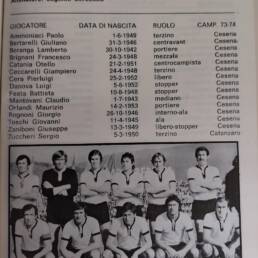 GIOCATORE DATA DI NASCITA RUOLO CAMP. 73-74
Ammoniaci Paolo 1-6-1949 terzino Cesena
Bertarelli Giuliano 31-3-1946 centravant. Cesena
Boranga Lamberto 30-10-1942 portiere Cesena
Brignani Francesco 24-3-1948 mezzala Cesena
Catania Otello 21-2-1951 centrocampista Cesena
Ceccarelli Giampiero 24-4-1948 terzino Cesena
Cera Pierluigi 25-2-1952 libero Cesena
Danova Luigi 5-6-1952 stopper Cesena
Festa Battista 10-8-1948 stopper Cesena
Mantovani Claudio 1-7-1943 mediano Cesena
Orlandi Maurizio 14-2-1953 portiere Cesena
Rognoni Giorgio 26-10-1946 interno-ala Cesena
Toschi Giovanni 11-4-1945 ala Cesena
Zaniboni Giuseppe 13-3-1949 libero-stopper Cesena
Zuccheri Sergio 5-3-1950 terzino Catanzaro